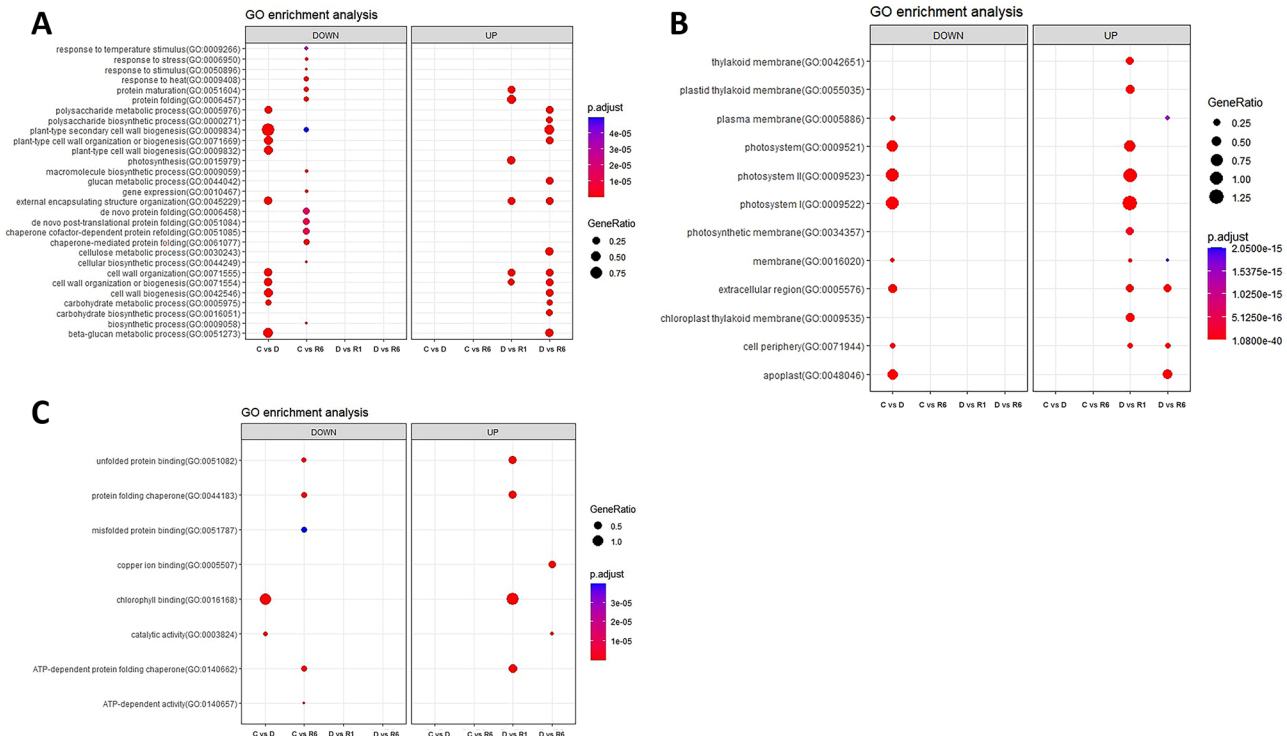 A
GO enrichment analysis
DOWN
UP
response to temperature stimulus(GO:0009266)
response to stress(GO:0006950)
response to stimulus(GO:0050896)
response to heat(GO:0009408)
protein maturation(GO:0051604)
protein folding(GO:0006457)
polysaccharide metabolic process(GO:0005976)
polysaccharide biosynthetic process(GO:0000271)
plant-type secondary cell wall biogenesis(GO:0009834)
plant-type cell wall organization or biogenesis(GO:0071669)
plant-type cell wall biogenesis(GO:0009832)
photosynthesis(GO:0015979)
macromolecule biosynthetic process(GO:0009059)
glucan metabolic process(GO:0044042)
gene expression(GO:0010467)
external encapsulating structure organization(GO:0045229)
de novo protein folding(GO:0006458)
de novo post-translational protein folding(GO:0051084)
chaperone cofactor-dependent protein refolding(GO:0051085)
chaperone-mediated protein folding(GO:0061077)
cellulose metabolic process(GO:0030243)
cellular biosynthetic process(GO:0044249)
cell wall organization(GO:0071555)
cell wall organization or biogenesis(GO:0071554)
cell wall biogenesis(GO:0042546)
carbohydrate metabolic process(GO:0005975)
carbohydrate biosynthetic process(GO:0016051)
biosynthetic process(GO:0009058)
beta-glucan metabolic process(GO:0051273)
C vs D C vs R6 D vs R1 D vs R6 C vs D C vs R6 D vs R1 D vs R6
p.adjust
4e-05
3e-05
2e-05
1e-05
GeneRatio
0.25
0.50
0.75
B
GO enrichment analysis
DOWN
UP
thylakoid membrane(GO:0042651)
plastid thylakoid membrane(GO:0055035)
plasma membrane(GO:0005886)
photosystem(GO:0009521)
photosystem II(GO:0009523)
photosystem I(GO:0009522)
photosynthetic membrane(GO:0034357)
membrane(GO:0016020)
extracellular region(GO:0005576)
chloroplast thylakoid membrane(GO:0009535)
cell periphery(GO:0071944)
apoplast(GO:0048046)
C vs D C vs R6 D vs R1 D vs R6 C vs D C vs R6 D vs R1 D vs R6
GeneRatio
0.25
0.50
0.75
1.00
1.25
p.adjust
2.0500e-15
1.5375e-15
1.0250e-15
5.1250e-16
1.0800e-40
C
GO enrichment analysis
DOWN
UP
unfolded protein binding(GO:0051082)
protein folding chaperone(GO:0044183)
misfolded protein binding(GO:0051787)
copper ion binding(GO:0005507)
chlorophyll binding(GO:0016168)
catalytic activity(GO:0003824)
ATP-dependent protein folding chaperone(GO:0140662)
ATP-dependent activity(GO:0140657)
C vs D C vs R6 D vs R1 D vs R6 C vs D C vs R6 D vs R1 D vs R6
GeneRatio
0.5
1.0
p.adjust
3e-05
2e-05
1e-05